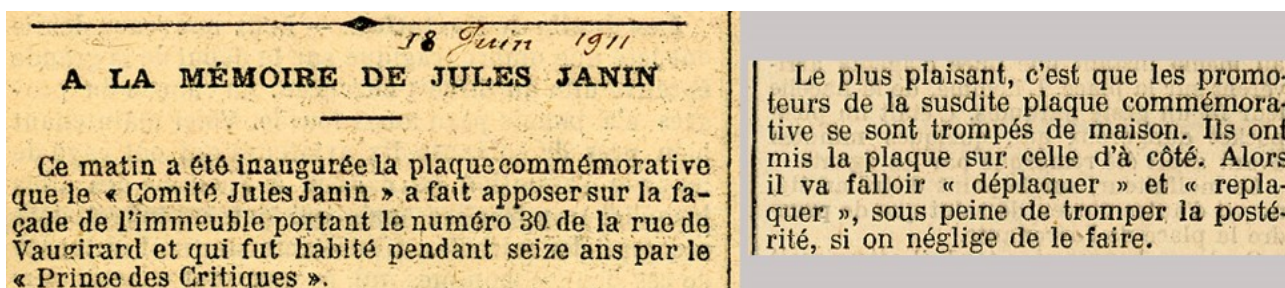 18 Juin 1911
A LA MÉMOIRE DE JULES JANIN
Ce matin a été inaugurée la plaque commémorative
que le « Comité Jules Janin » a fait apposer sur la fa-
çade de l'immeuble portant le numéro 30 de la rue de
Vaugirard et qui fut habité pendant seize ans par le
« Prince des Critiques ».
Le plus plaisant, c'est que les promo-
teurs de la susdite plaque commémora-
tive se sont trompés de maison. Ils ont
mis la plaque sur celle d'à côté. Alors
il va falloir « déplaquer » et « repla-
quer », sous peine de tromper la posté-
rité, si on néglige de le faire.